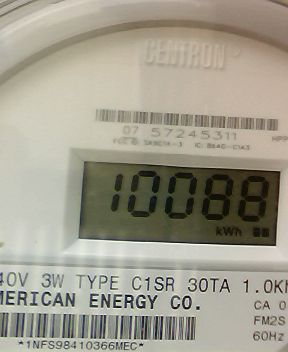 CENTRON
07 57245311
10088
kWh
40V 3W TYPE C1SR 30TA 1.0Kh
MERICAN ENERGY CO.
CA 0
FM2S
60Hz
*1NFS98410366MEC*